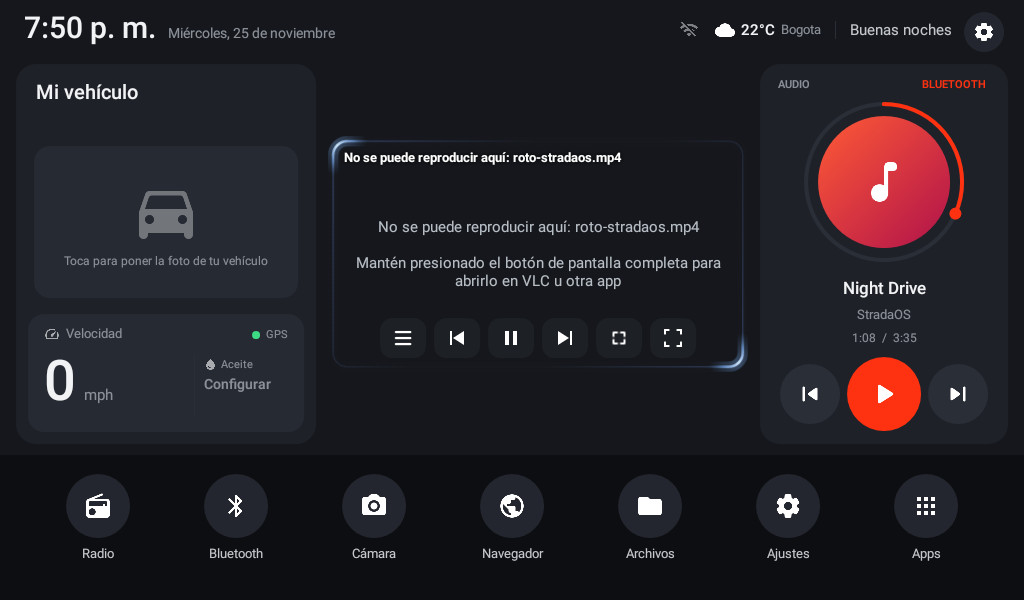 7:50 p. m. Miércoles, 25 de noviembre
22°C Bogota Buenas noches
Mi vehículo
Toca para poner la foto de tu vehículo
Velocidad
GPS
0 mph
Aceite
Configurar
No se puede reproducir aquí: roto-stradaos.mp4
No se puede reproducir aquí: roto-stradaos.mp4
Mantén presionado el botón de pantalla completa para
abrirlo en VLC u otra app
AUDIO
BLUETOOTH
Night Drive
StradaOS
1:08 / 3:35
Radio
Bluetooth
Cámara
Navegador
Archivos
Ajustes
Apps